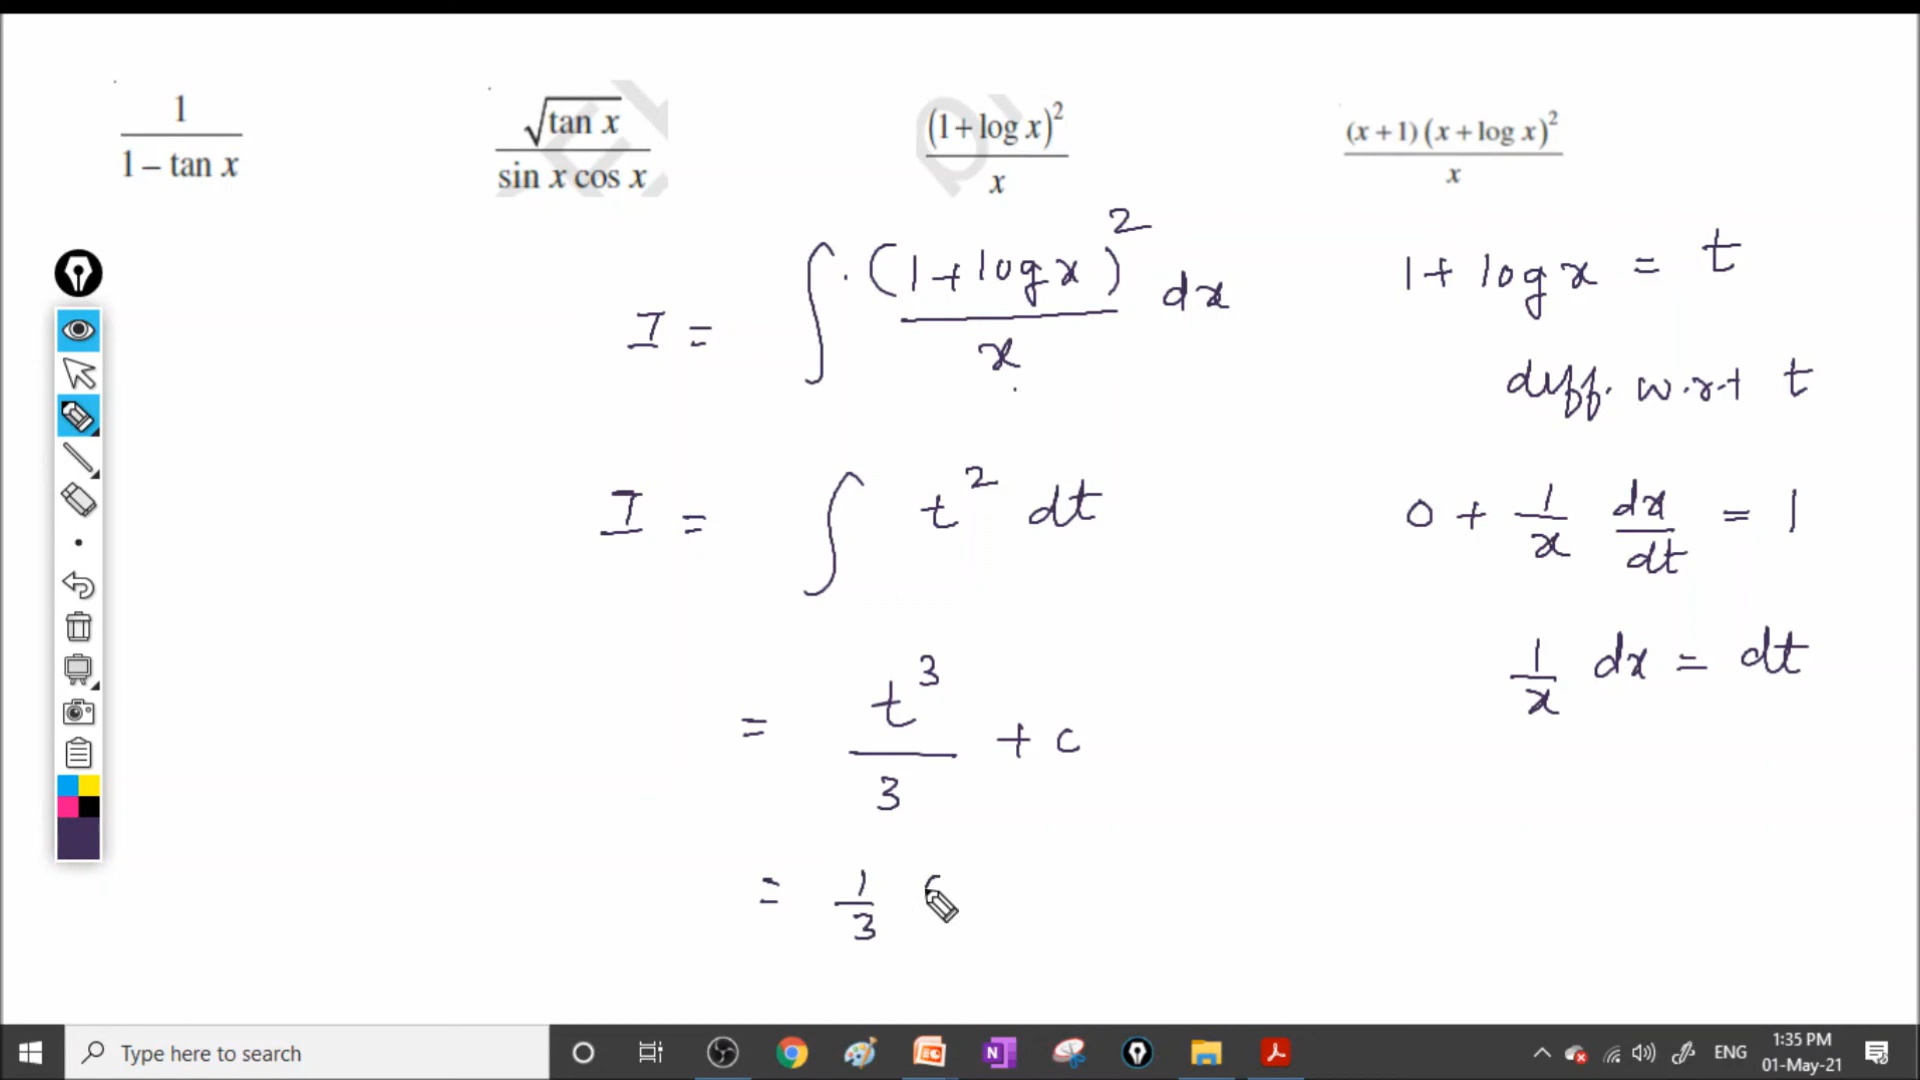 1 / (1 – tan x)
√(tan x) / (sin x cos x)
(1 + log x)² / x
(x + 1) (x + log x)² / x
I = ∫ (1 + log x)² / x dx
1 + log x = t
diff. w.r.t t
I = ∫ t² dt
0 + 1/x dx/dt = 1
1/x dx = dt
= t³/3 + c
= 1/3
Type here to search
ENG
1:35 PM
01-May-21